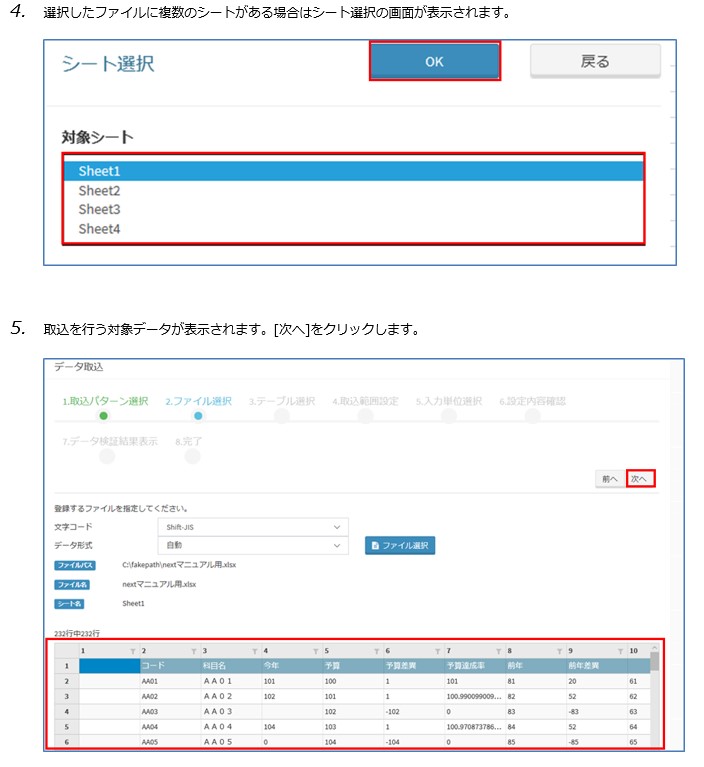 4. 選択したファイルに複数のシートがある場合はシート選択の画面が表示されます。
シート選択 OK 戻る
対象シート
Sheet1
Sheet2
Sheet3
Sheet4
5. 取込を行う対象データが表示されます。[次へ]をクリックします。
データ取込
1.取込パターン選択 2.ファイル選択 3.テーブル選択 4.取込範囲設定 5.入力単位選択 6.設定内容確認
7.データ検証結果表示 8.完了
前へ 次へ
登録するファイルを指定してください。
文字コード Shift-JIS
データ形式 自動 ファイル選択
ファイルパス C:\fakepath\nextマニュアル用.xlsx
ファイル名 nextマニュアル用.xlsx
シート名 Sheet1
232行中232行
1 2 3 4 5 6 7 8 9 10
1 コード 科目名 今年 予算 予算差異 予算達成率 前年 前年差異
2 AA01 ＡＡ０１ 101 100 1 101 81 20 61
3 AA02 ＡＡ０２ 102 101 1 100.990099009... 82 52 62
4 AA03 ＡＡ０３ 102 -102 0 83 -83 63
5 AA04 ＡＡ０４ 104 103 1 100.970873786... 84 52 64
6 AA05 ＡＡ０５ 0 104 -104 0 85 -85 65